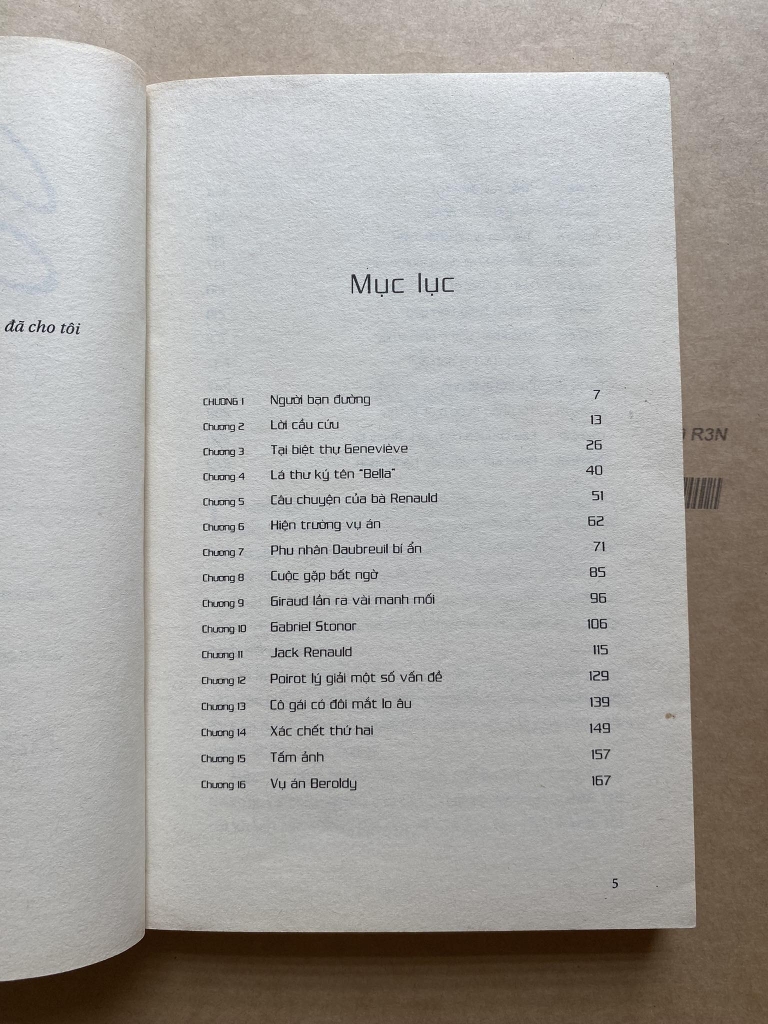 đã cho tôi
Mục lục
CHƯƠNG 1 Người bạn đường 7
Chương 2 Lời cầu cứu 13
Chương 3 Tại biệt thự Geneviève 26
Chương 4 Lá thư ký tên "Bella" 40
Chương 5 Câu chuyện của bà Renauld 51
Chương 6 Hiện trường vụ án 62
Chương 7 Phu nhân Daubreuil bí ẩn 71
Chương 8 Cuộc gặp bất ngờ 85
Chương 9 Giraud lần ra vài manh mối 96
Chương 10 Gabriel Stonor 106
Chương 11 Jack Renauld 115
Chương 12 Poirot lý giải một số vấn đề 129
Chương 13 Cô gái có đôi mắt lo âu 139
Chương 14 Xác chết thứ hai 149
Chương 15 Tấm ảnh 157
Chương 16 Vụ án Beroldy 167
5
R3N